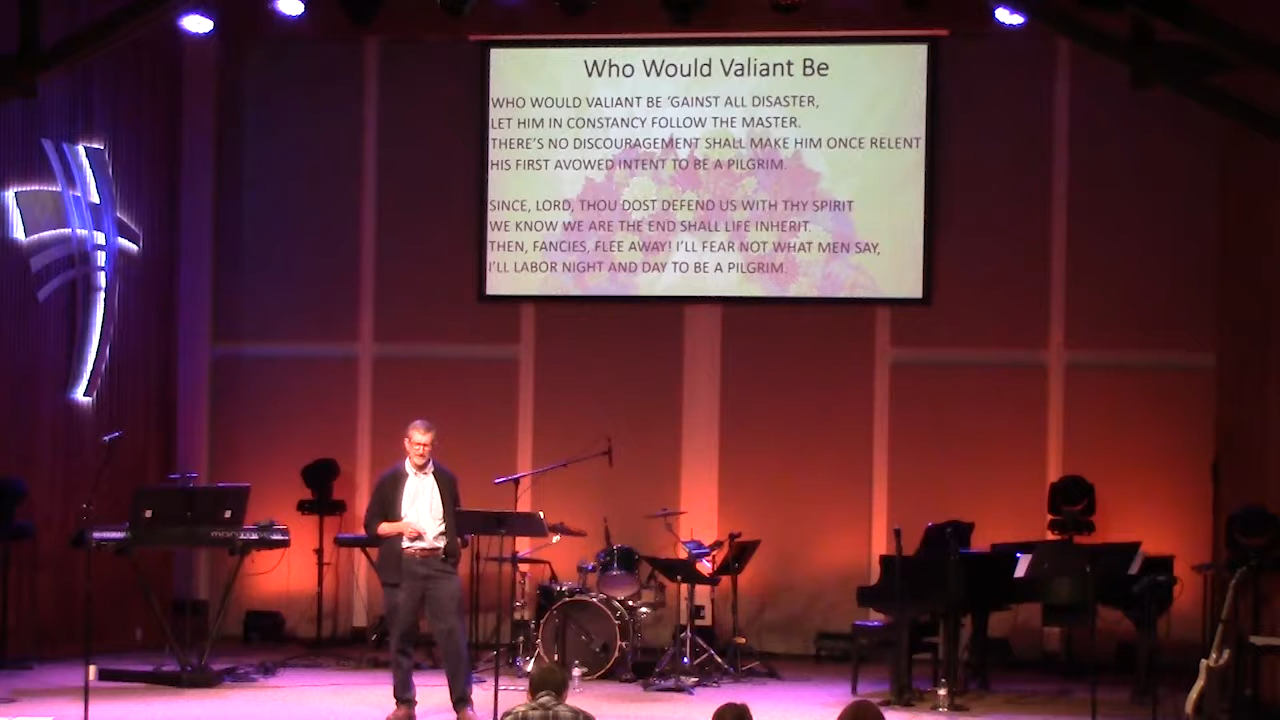 Who Would Valiant Be
WHO WOULD VALIANT BE ‘GAINST ALL DISASTER,
LET HIM IN CONSTANCY FOLLOW THE MASTER.
THERE’S NO DISCOURAGEMENT SHALL MAKE HIM ONCE RELENT
HIS FIRST AVOWED INTENT TO BE A PILGRIM.
SINCE, LORD, THOU DOST DEFEND US WITH THY SPIRIT
WE KNOW WE ARE THE END SHALL LIFE INHERIT.
THEN, FANCIES, FLEE AWAY! I’LL FEAR NOT WHAT MEN SAY,
I’LL LABOR NIGHT AND DAY TO BE A PILGRIM.